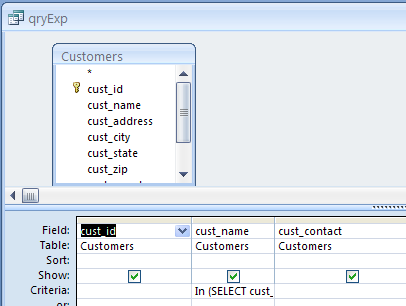 qryExp
Customers
*
cust_id
cust_name
cust_address
cust_city
cust_state
cust_zip
Field: cust_id cust_name cust_contact
Table: Customers Customers Customers
Sort:
Show:
Criteria: In (SELECT cust_
or: